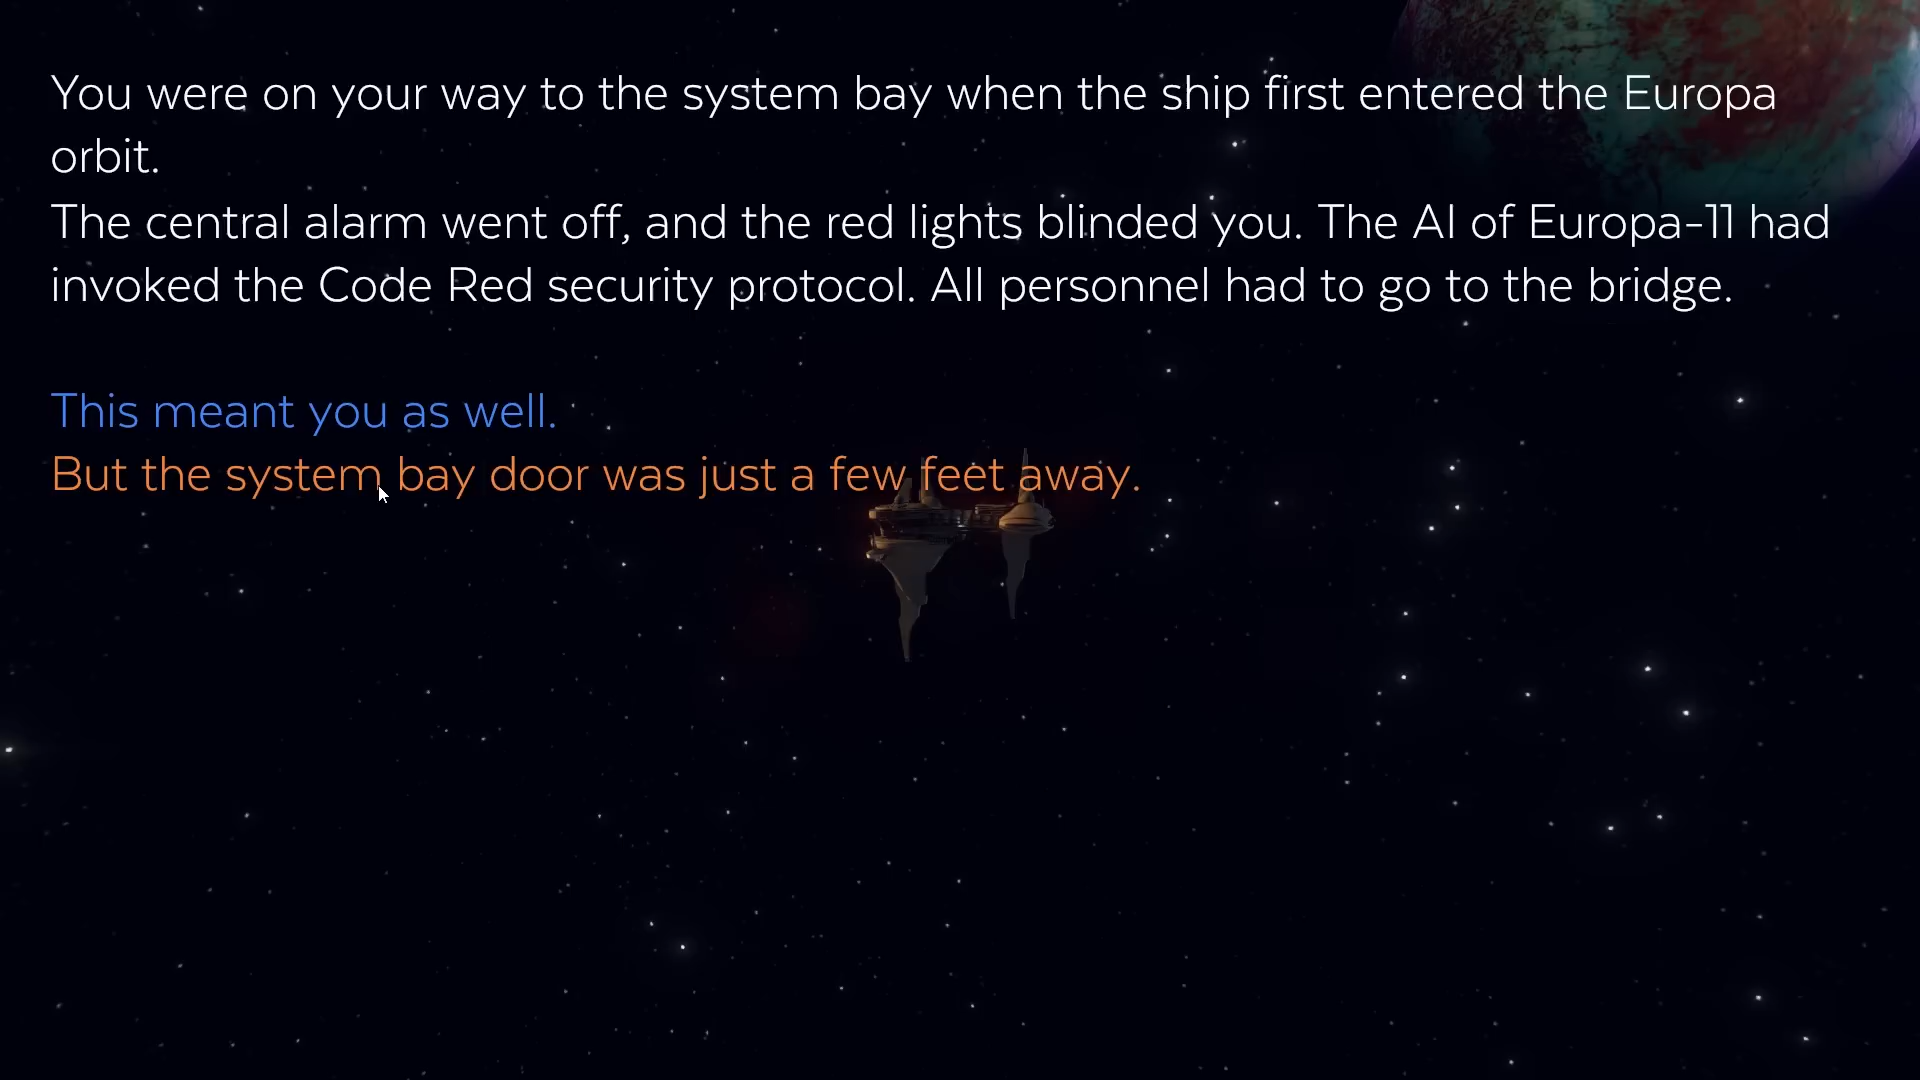 You were on your way to the system bay when the ship first entered the Europa
orbit.
The central alarm went off, and the red lights blinded you. The AI of Europa-11 had
invoked the Code Red security protocol. All personnel had to go to the bridge.
This meant you as well.
But the system bay door was just a few feet away.